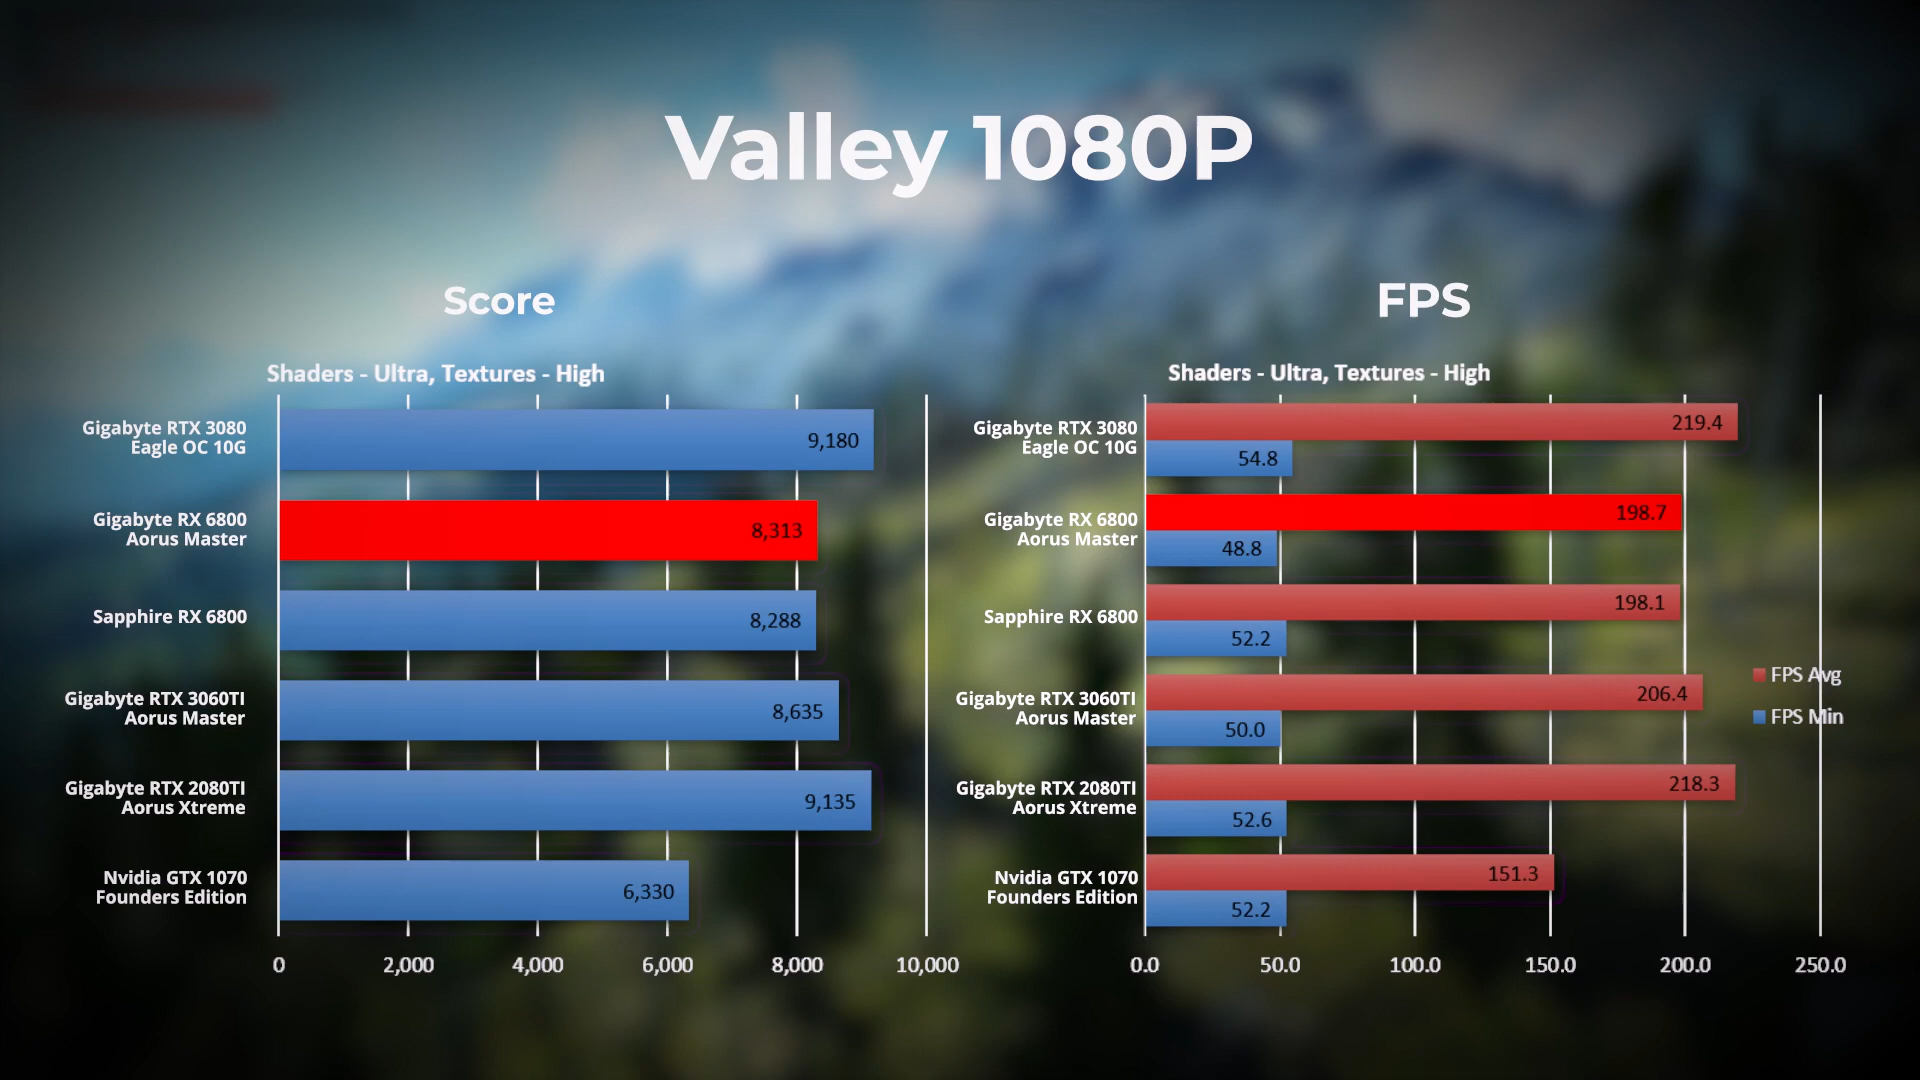 Valley 1080P
Score
Shaders - Ultra, Textures - High
Gigabyte RTX 3080
Eagle OC 10G
9,180
Gigabyte RX 6800
Aorus Master
8,313
Sapphire RX 6800
8,288
Gigabyte RTX 3060TI
Aorus Master
8,635
Gigabyte RTX 2080TI
Aorus Xtreme
9,135
Nvidia GTX 1070
Founders Edition
6,330
0 2,000 4,000 6,000 8,000 10,000
FPS
Shaders - Ultra, Textures - High
Gigabyte RTX 3080
Eagle OC 10G
219.4
54.8
Gigabyte RX 6800
Aorus Master
198.7
48.8
Sapphire RX 6800
198.1
52.2
Gigabyte RTX 3060TI
Aorus Master
206.4
50.0
Gigabyte RTX 2080TI
Aorus Xtreme
218.3
52.6
Nvidia GTX 1070
Founders Edition
151.3
52.2
0.0 50.0 100.0 150.0 200.0 250.0
FPS Avg
FPS Min